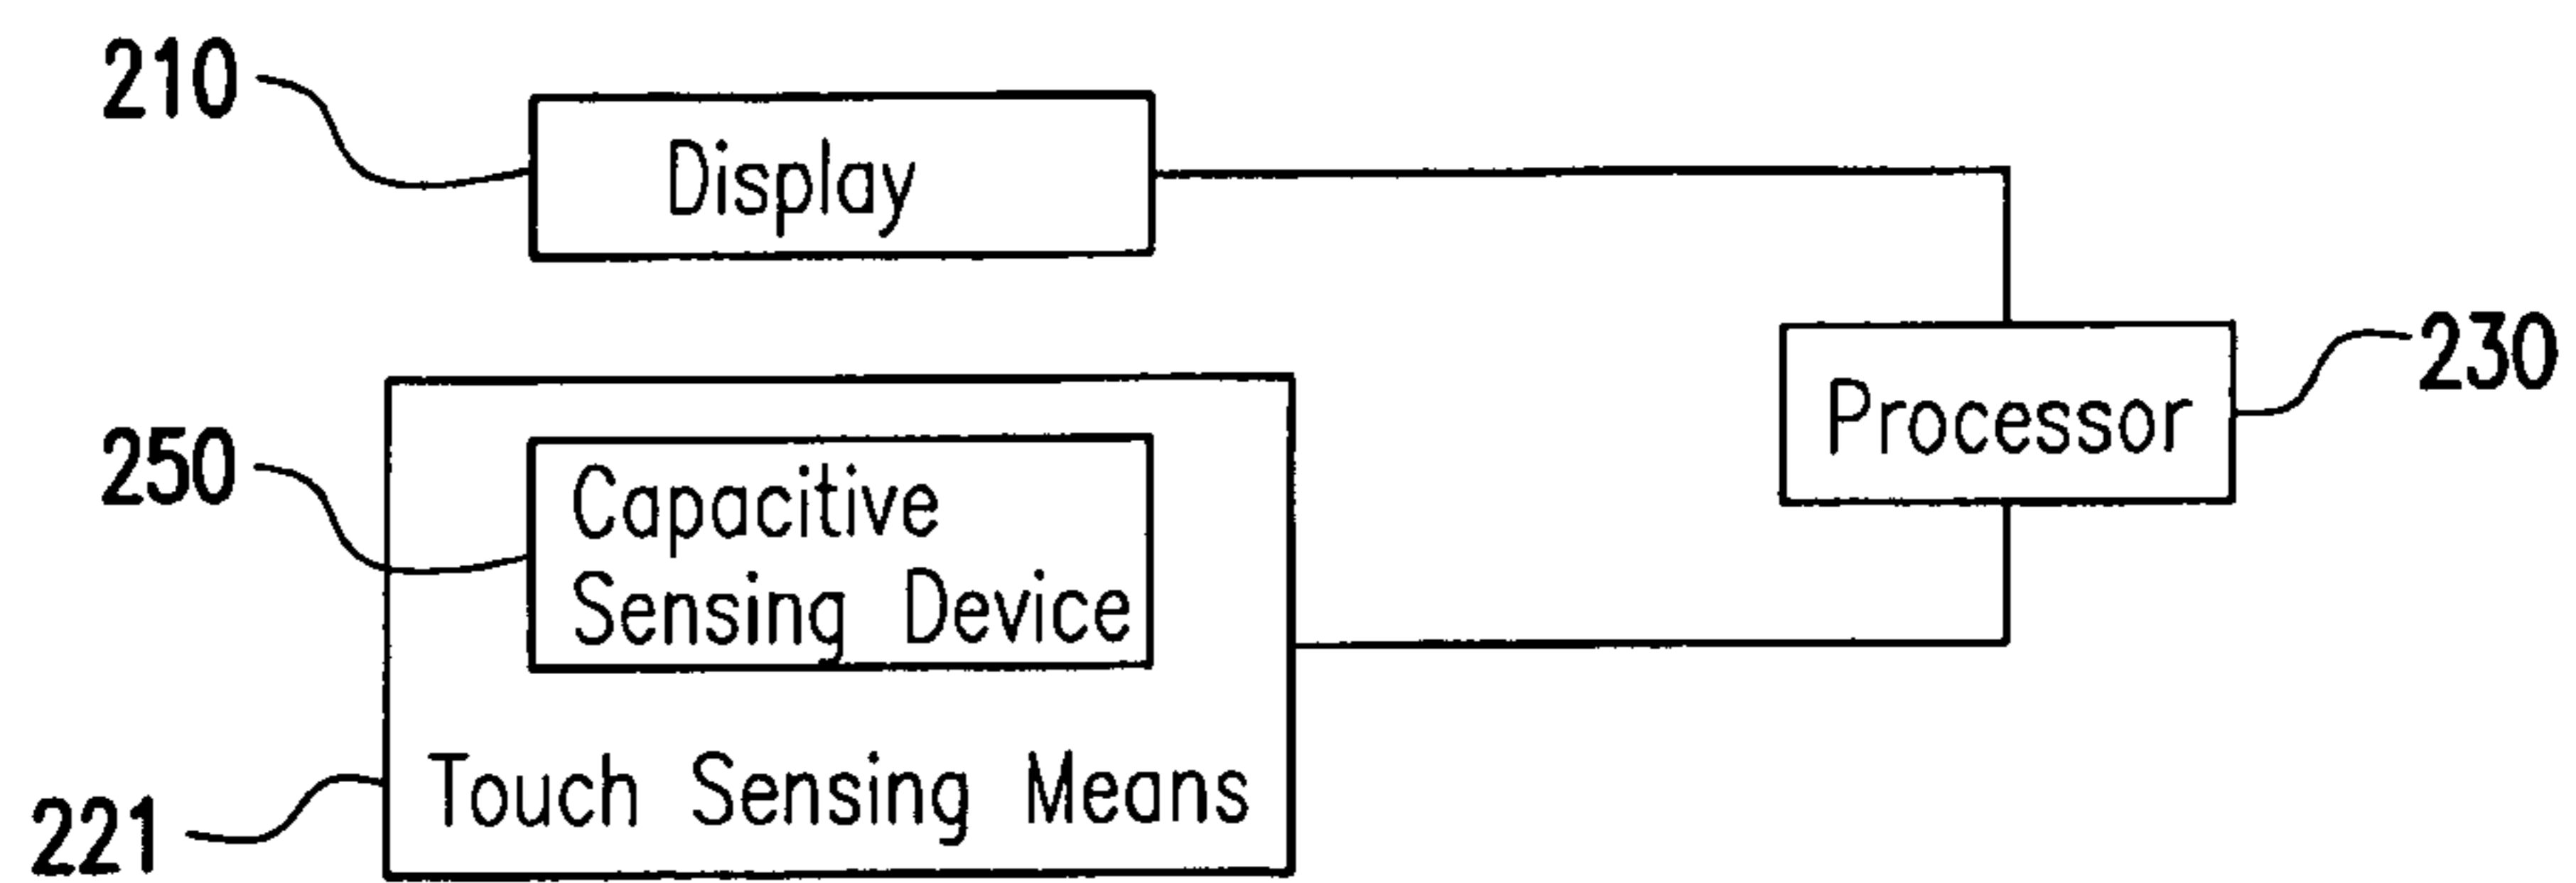 210
Display
Processor
230
250
Capacitive
Sensing Device
Touch Sensing Means
221